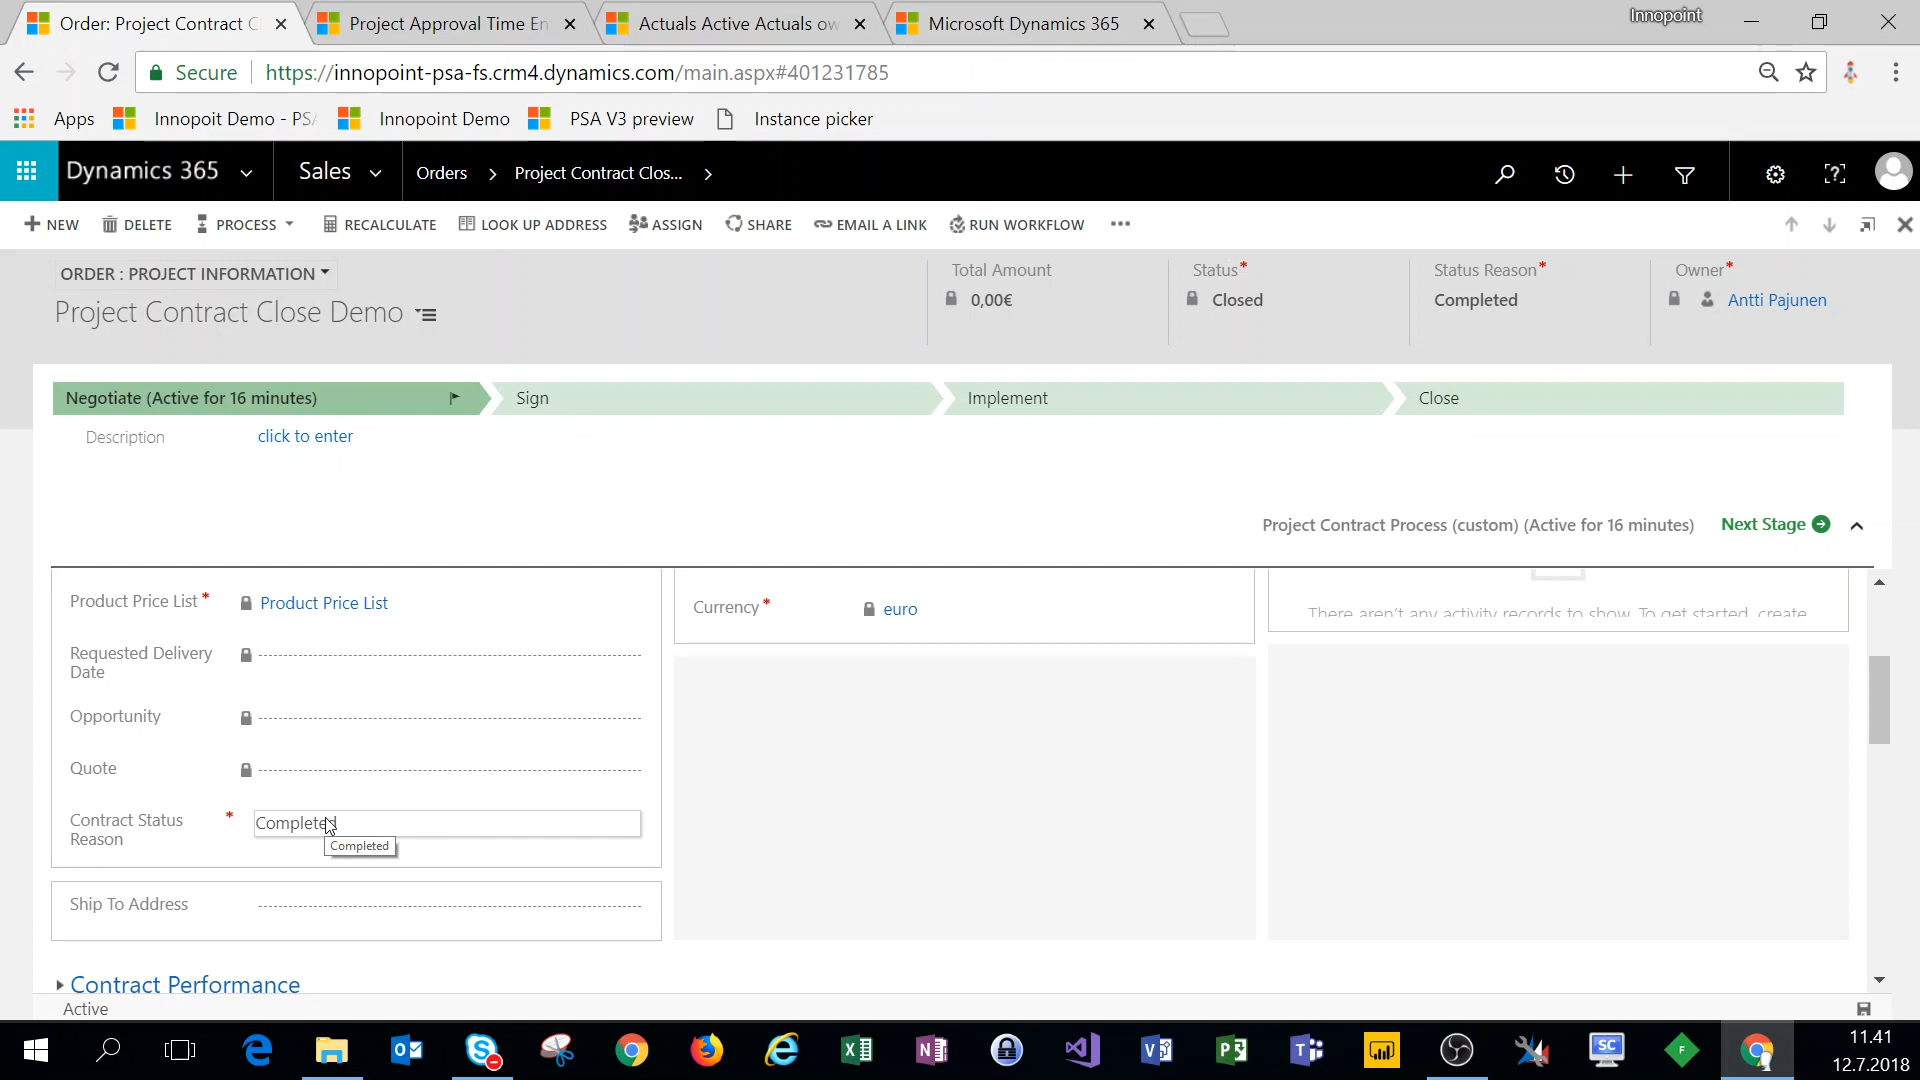 Order: Project Contract C
Project Approval Time En
Actuals Active Actuals ow
Microsoft Dynamics 365
Innopoint
Secure
https://innopoint-psa-fs.crm4.dynamics.com/main.aspx#401231785
Apps
Innopoit Demo - PSA
Innopoint Demo
PSA V3 preview
Instance picker
Dynamics 365
Sales
Orders
Project Contract Clos...
NEW
DELETE
PROCESS
RECALCULATE
LOOK UP ADDRESS
ASSIGN
SHARE
EMAIL A LINK
RUN WORKFLOW
ORDER : PROJECT INFORMATION
Project Contract Close Demo
Total Amount
0,00€
Status*
Closed
Status Reason*
Completed
Owner*
Antti Pajunen
Negotiate (Active for 16 minutes)
Sign
Implement
Close
Description
click to enter
Project Contract Process (custom) (Active for 16 minutes)
Next Stage
Product Price List*
Product Price List
Currency*
euro
There aren't any activity records to show. To get started, create
Requested Delivery
Date
Opportunity
Quote
Contract Status
Reason
*
Completed
Completed
Ship To Address
Contract Performance
Active
11.41
12.7.2018